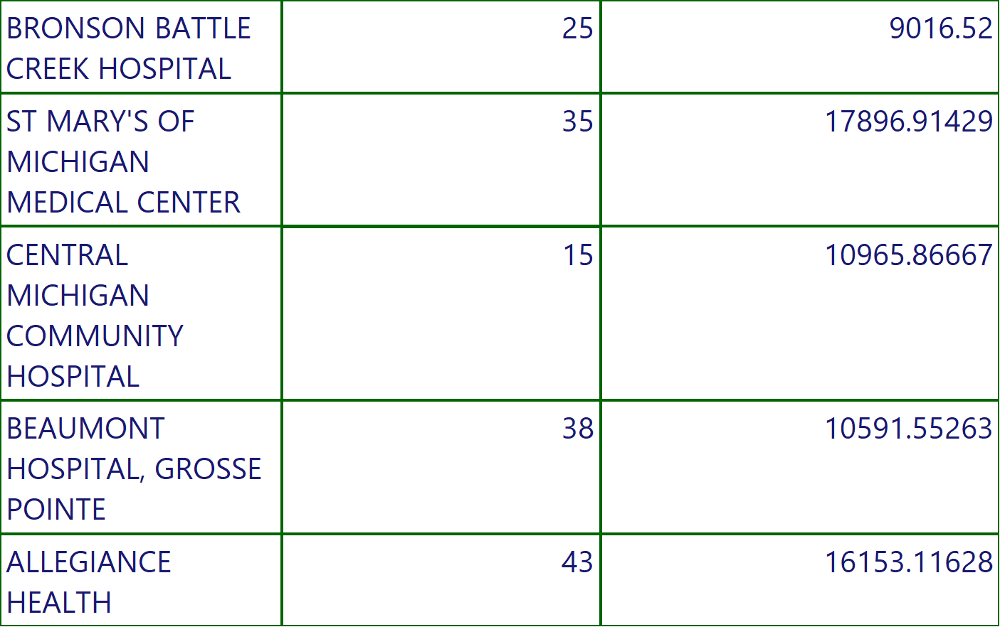 BRONSON BATTLE 25 9016.52
CREEK HOSPITAL
ST MARY'S OF 35 17896.91429
MICHIGAN
MEDICAL CENTER
CENTRAL 15 10965.86667
MICHIGAN
COMMUNITY
HOSPITAL
BEAUMONT 38 10591.55263
HOSPITAL, GROSSE
POINTE
ALLEGIANCE 43 16153.11628
HEALTH